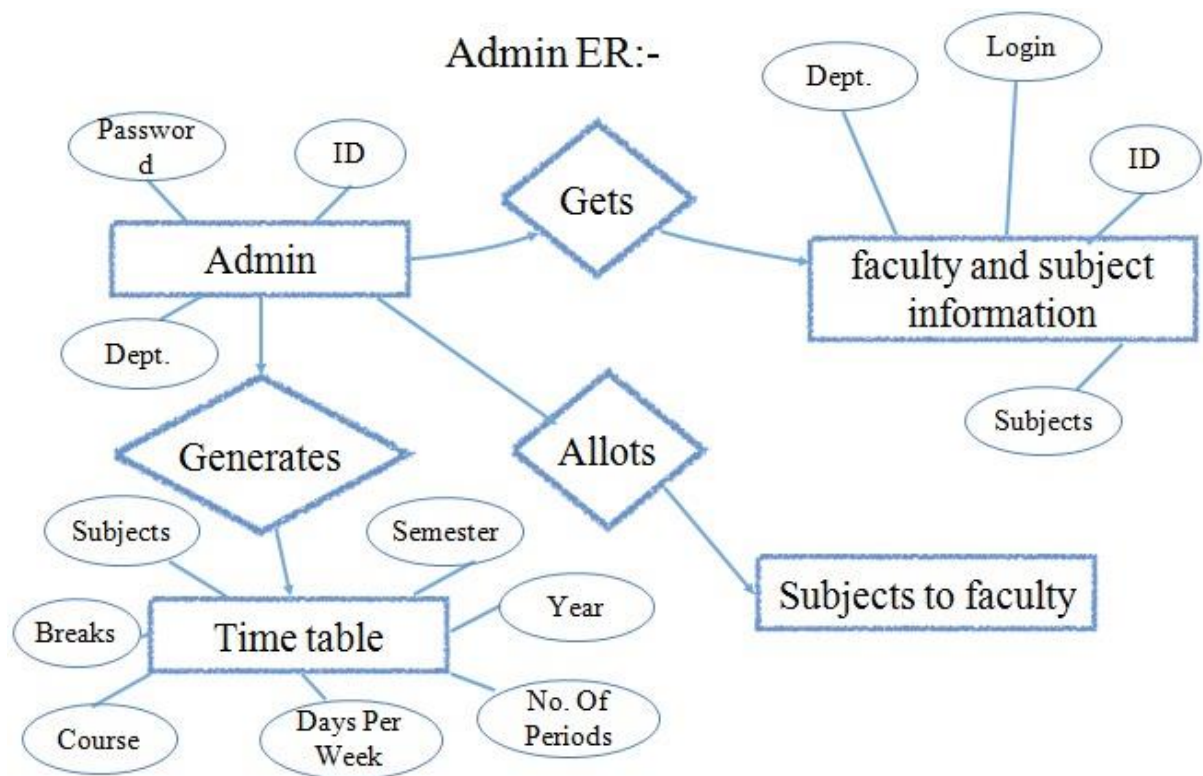 Admin ER:-
Dept.
Login
Passwor
d
ID
ID
Gets
Admin
faculty and subject
information
Dept.
Subjects
Generates
Allots
Subjects
Semester
Year
Subjects to faculty
Breaks
Time table
Course
Days Per
Week
No. Of
Periods